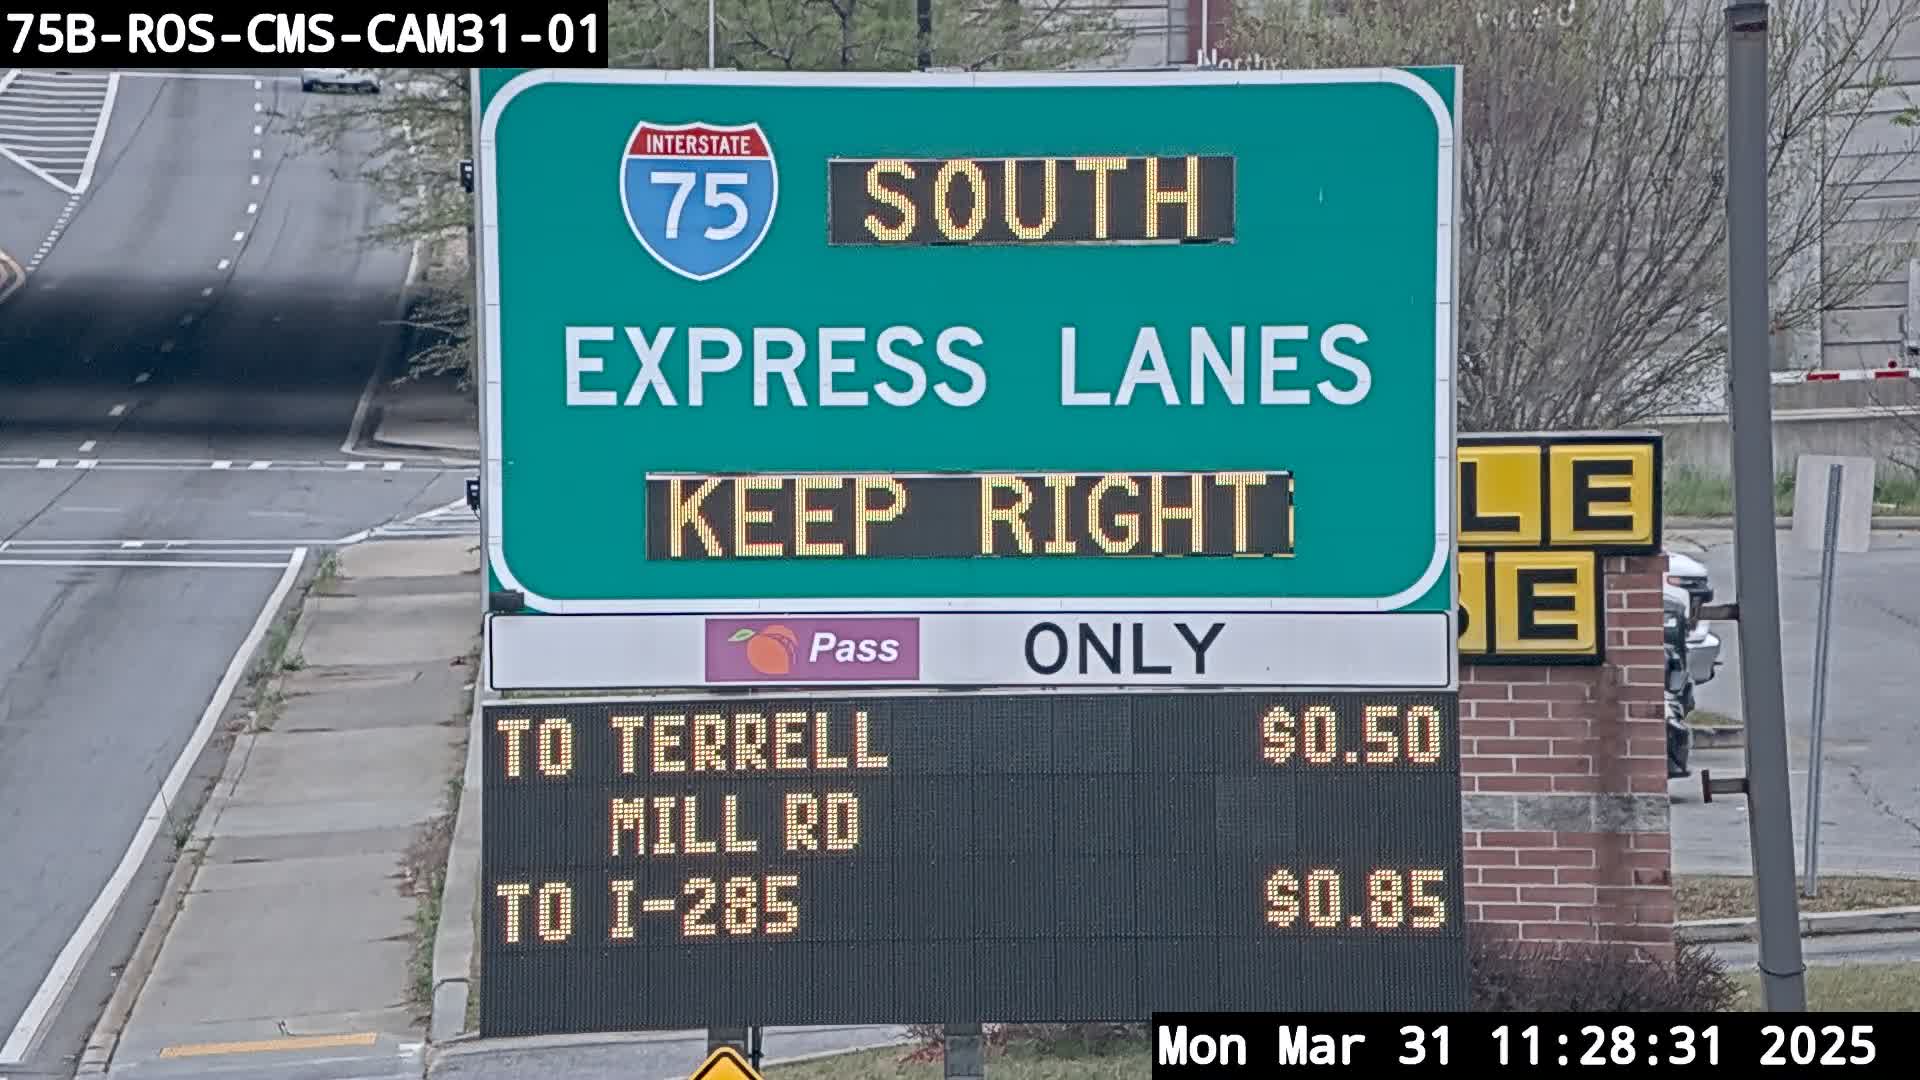 75B-ROS-CMS-CAM31-01
INTERSTATE
75
SOUTH
EXPRESS LANES
KEEP RIGHT
Pass ONLY
TO TERRELL $0.50
MILL RD
TO I-285 $0.85
LE
E
Mon Mar 31 11:28:31 2025